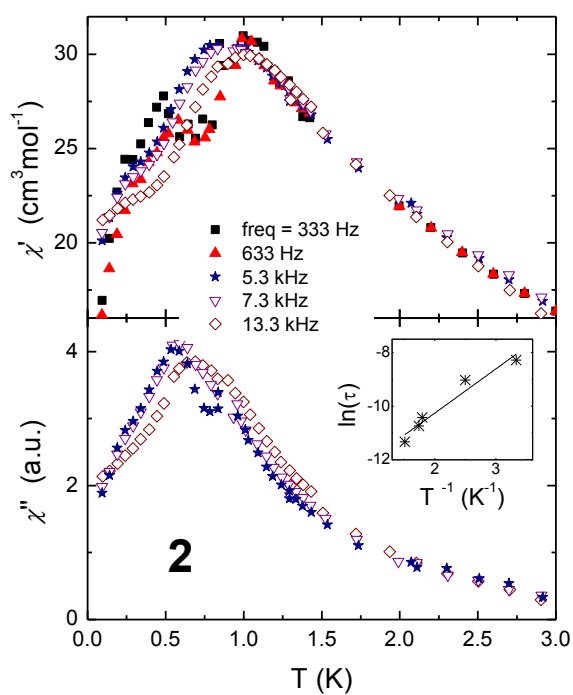 30
25
20
χ' (cm³mol⁻¹)
freq = 333 Hz
633 Hz
5.3 kHz
7.3 kHz
13.3 kHz
4
2
0
χ'' (a.u.)
-8
-10
-12
ln(τ)
2 3
T⁻¹ (K⁻¹)
2
0.0 0.5 1.0 1.5 2.0 2.5 3.0
T (K)